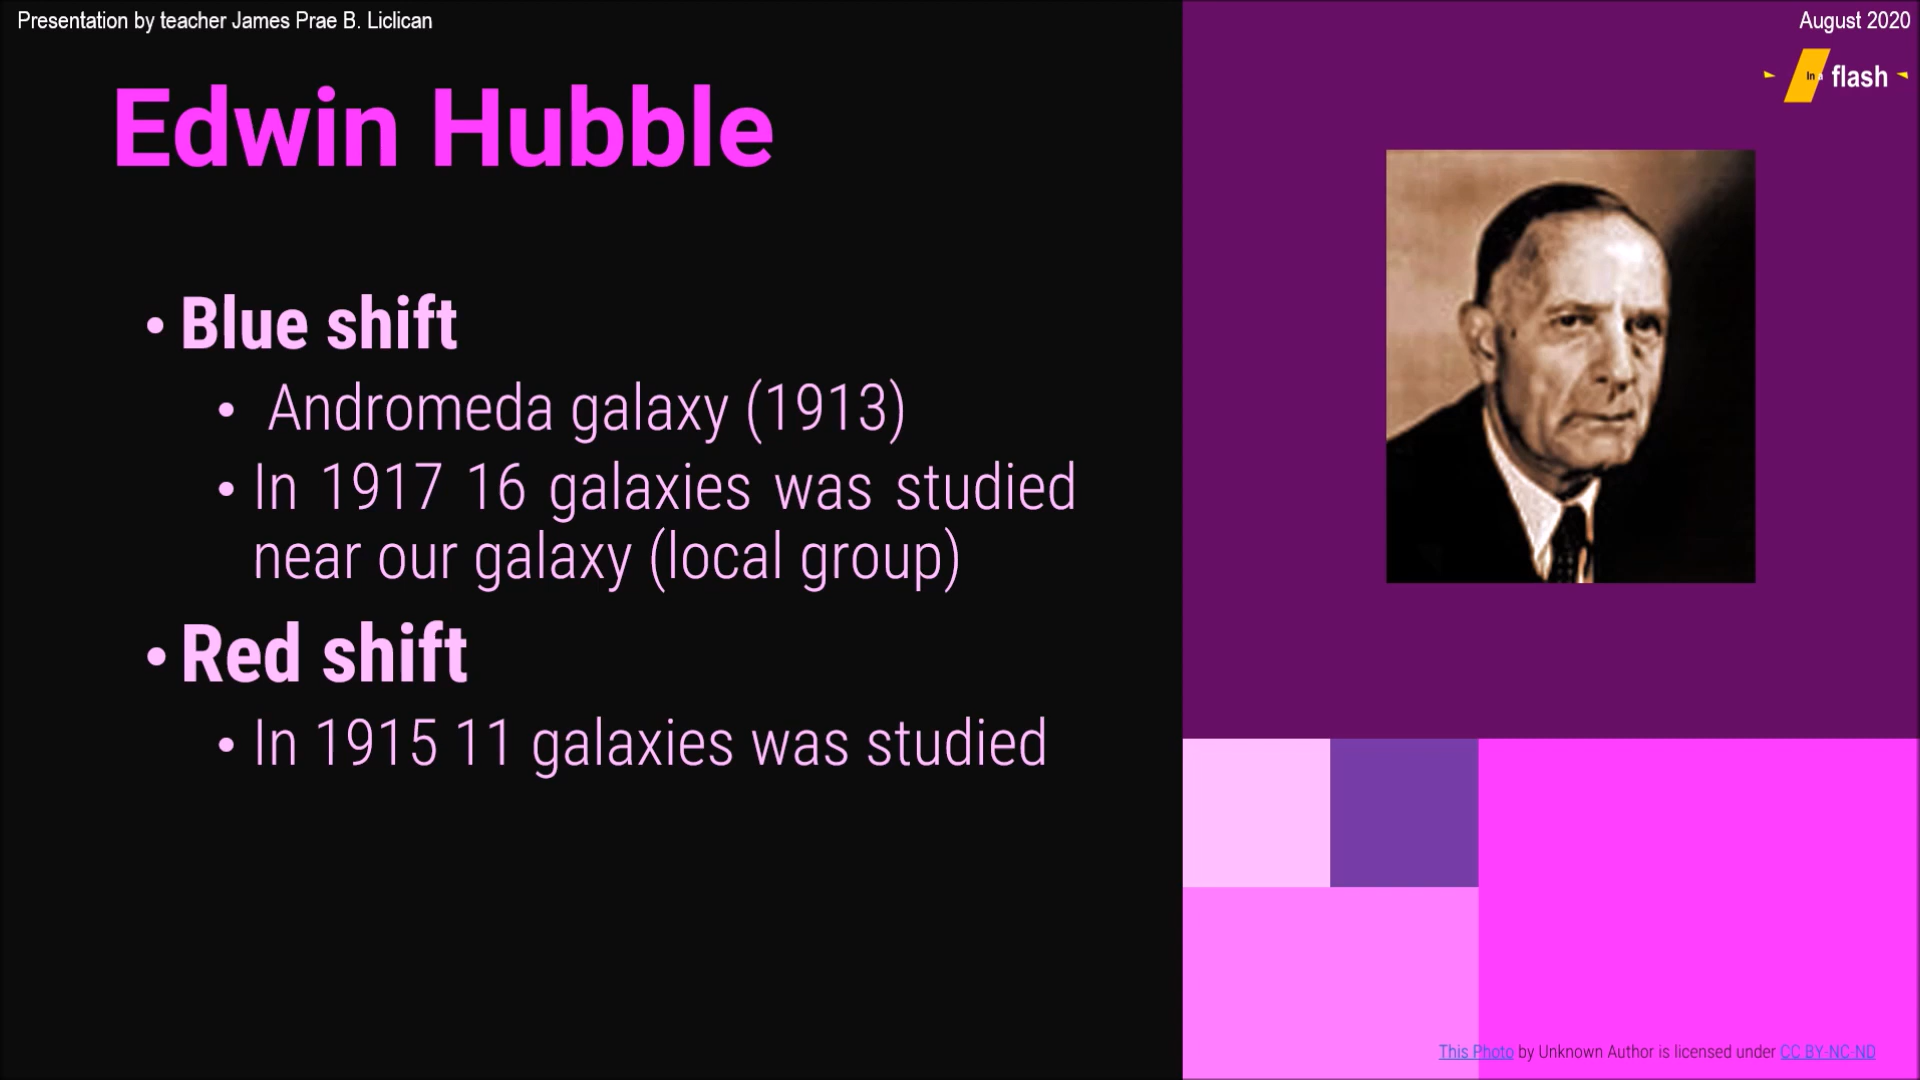 Presentation by teacher James Prae B. Liclican
August 2020
In a flash
Edwin Hubble
• Blue shift
• Andromeda galaxy (1913)
• In 1917 16 galaxies was studied
near our galaxy (local group)
• Red shift
• In 1915 11 galaxies was studied
This Photo by Unknown Author is licensed under CC BY-NC-ND